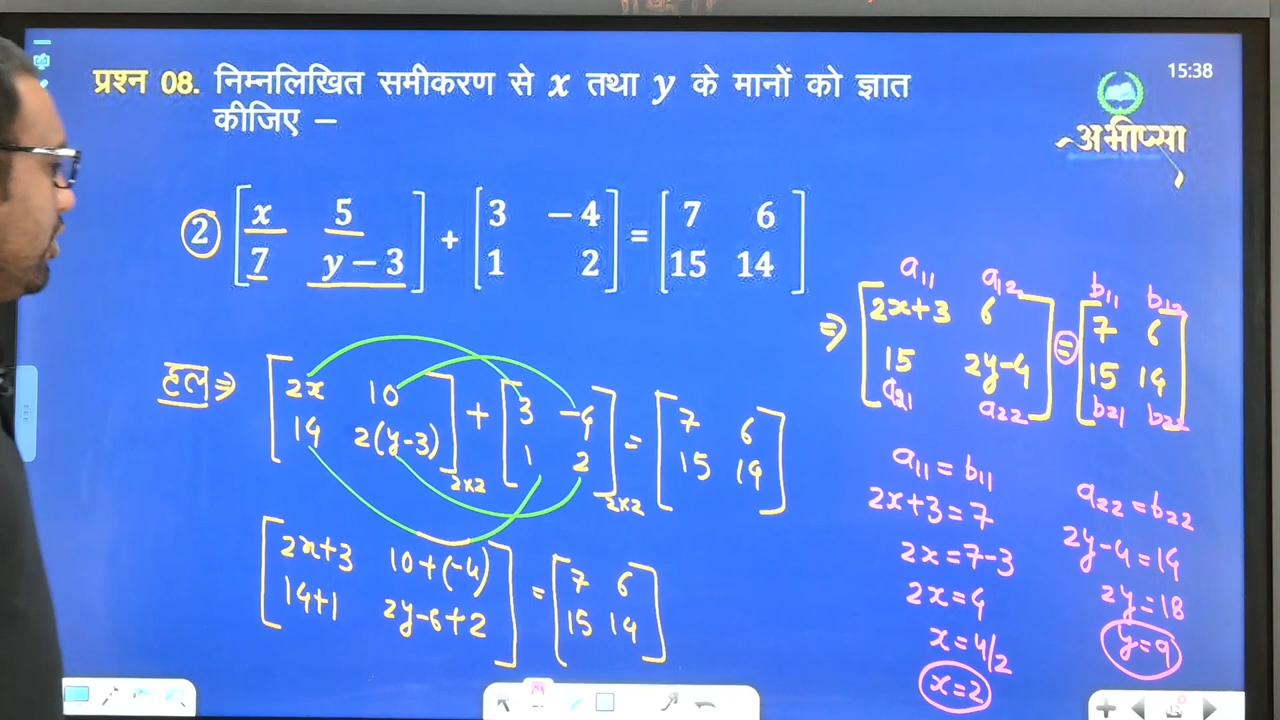 प्रश्न 08. निम्नलिखित समीकरण से x तथा y के मानों को ज्ञात
कीजिए –
15:38
अभीप्सा
② [x 5] + [3 -4] = [7 6]
[7 y-3] [1 2] [15 14]
हल ⇒ [2x 10] + [3 -4] = [7 6]
[14 2(y-3)]2x2 [1 2]2x2 [15 14]
[2x+3 10+(-4)] = [7 6]
[14+1 2y-6+2] [15 14]
a11 a12 b11 b12
⇒ [2x+3 6] = [7 6]
[15 2y-4] [15 14]
a21 a22 b21 b22
a11 = b11
2x+3=7
2x=7-3
2x=4
x=4/2
x=2
a22=b22
2y-4=14
2y=18
y=9